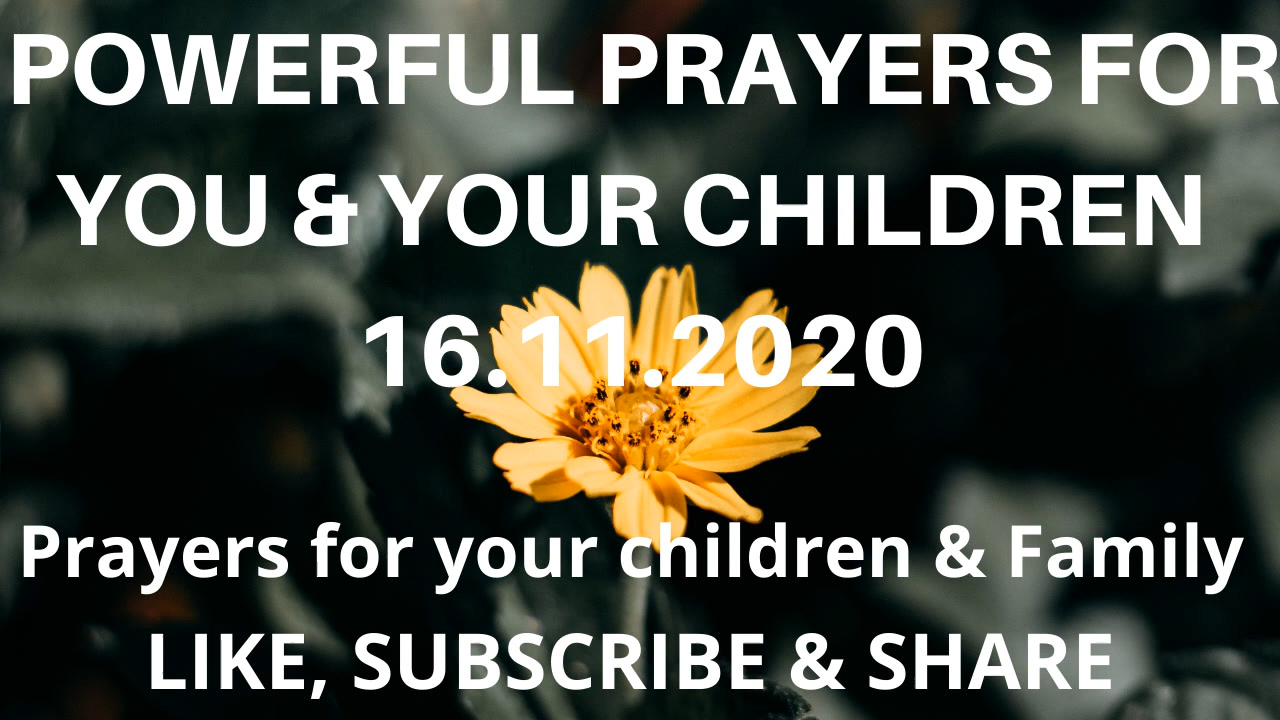 POWERFUL PRAYERS FOR
YOU & YOUR CHILDREN
16.11.2020
Prayers for your children & Family
LIKE, SUBSCRIBE & SHARE